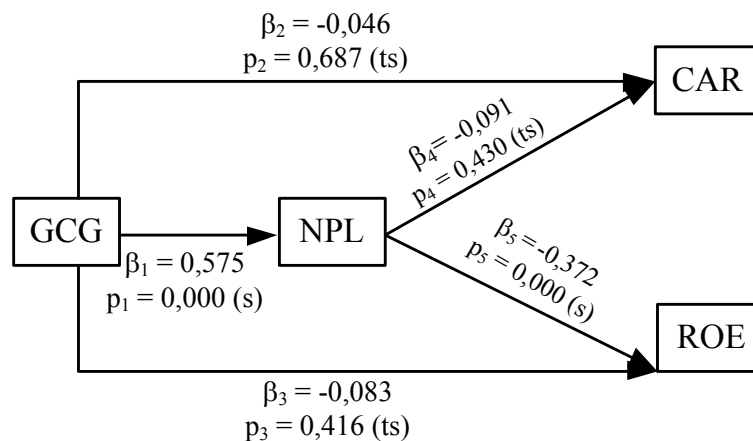 β₂ = -0,046
p₂ = 0,687 (ts)
CAR
β₄ = -0,091
p₄ = 0,430 (ts)
GCG
NPL
β₁ = 0,575
p₁ = 0,000 (s)
β₅ = -0,372
p₅ = 0,000 (s)
ROE
β₃ = -0,083
p₃ = 0,416 (ts)